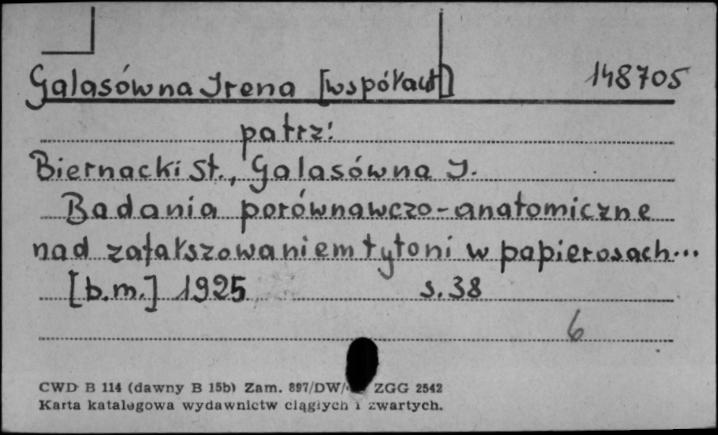 Galasówna Irena [współaut] 148705
patrz:
Biernacki St., Galasówna I.
Badania porównawczo-anatomiczne
nad zafałszowaniem tytoni w papierosach...
[b.m.] 1925 s. 38
6
CWD B 114 (dawny B 15b) Zam. 897/DW/ ZGG 2542
Karta katalogowa wydawnictw ciągłych i zwartych.